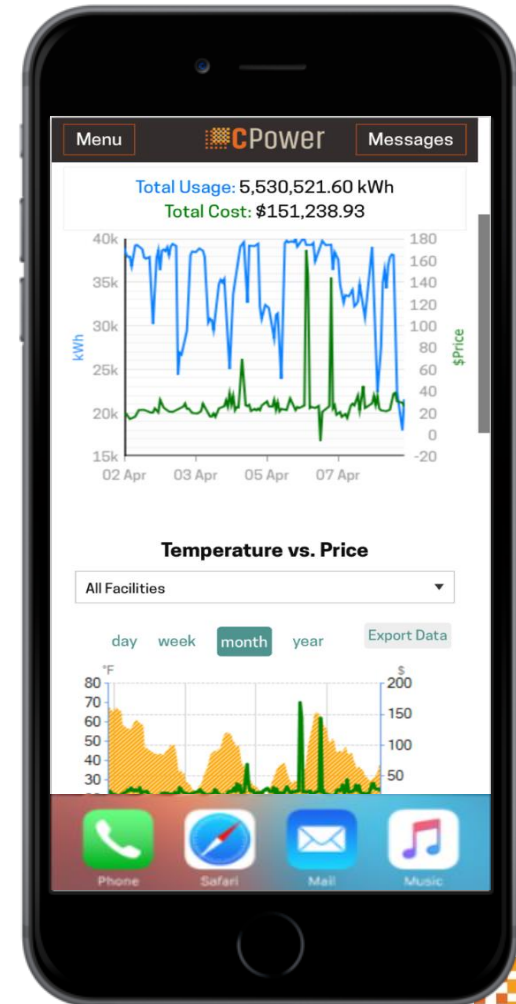 Menu CPower Messages
Total Usage: 5,530,521.60 kWh
Total Cost: $151,238.93
40k 180
160
35k 140
120
30k 100
kWh 80 $Price
25k 60
40
20k 20
0
15k -20
02 Apr 03 Apr 05 Apr 07 Apr
Temperature vs. Price
All Facilities
day week month year Export Data
°F $
80 200
70
60 150
50 100
40
30 50
Phone Safari Mail Music